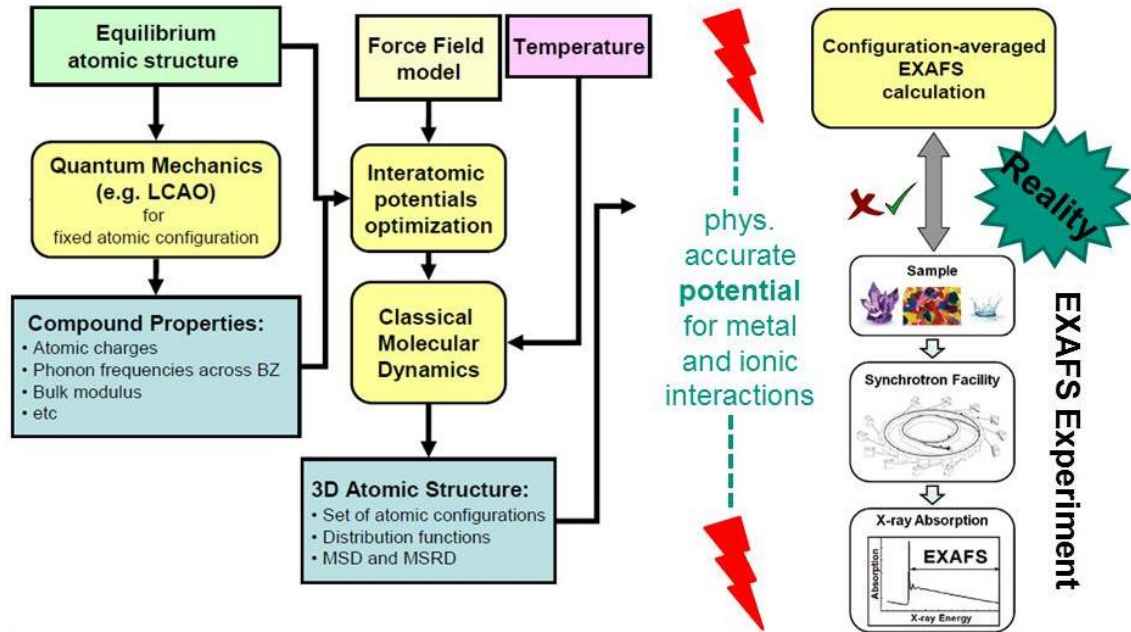 Equilibrium
atomic structure
Force Field
model
Temperature
Quantum Mechanics
(e.g. LCAO)
for
fixed atomic configuration
Interatomic
potentials
optimization
Compound Properties:
• Atomic charges
• Phonon frequencies across BZ
• Bulk modulus
• etc
Classical
Molecular
Dynamics
3D Atomic Structure:
• Set of atomic configurations
• Distribution functions
• MSD and MSRD
phys.
accurate
potential
for metal
and ionic
interactions
Configuration-averaged
EXAFS
calculation
Reality
Sample
Synchrotron Facility
X-ray Absorption
EXAFS
Absorption
X-ray Energy
EXAFS Experiment